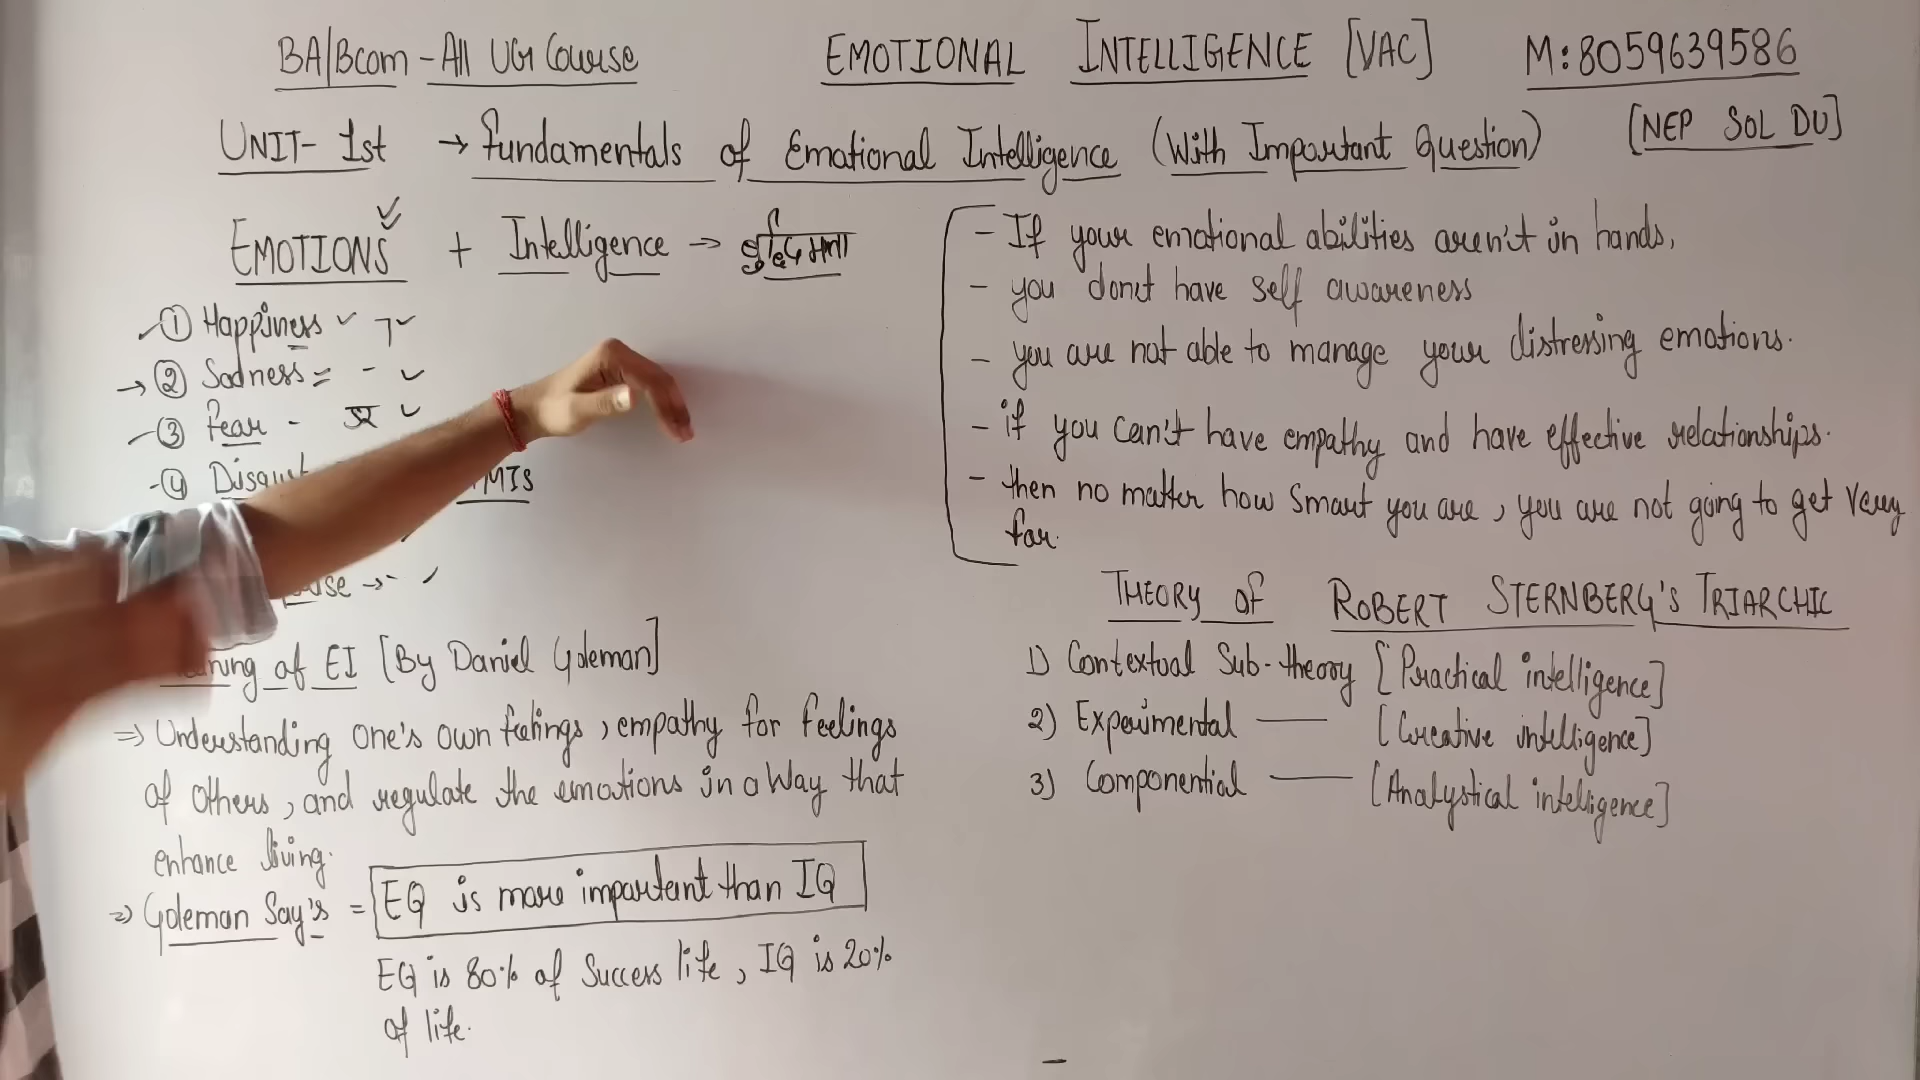 BA/Bcom - All UG Course
EMOTIONAL INTELLIGENCE [VAC]
M:8059639586
[NEP SOL DU]
UNIT- 1st → fundamentals of Emational Intelligence (With Important Question)
EMOTIONS + Intelligence →
① Happiness
② Sadness =
③ Fear -
④ Disgust
MIS
[By Daniel Goleman]
of EI
⇒ Understanding One's own feelings, empathy for feelings
of others, and regulate the emotions in a way that
enhance living.
⇒ Goleman Say's = EQ is more important than IQ
EQ is 80% of Success life, IQ is 20%
of life.
- If your emotional abilities aren't in hands,
- you don't have self awareness
- you are not able to manage your distressing emotions.
- if you can't have empathy and have effective relationships.
- then no matter how smart you are, you are not going to get very
far.
THEORY OF ROBERT STERNBERG'S TRIARCHIC
1) Contextual Sub-theory [Practical intelligence]
2) Experimental —— [Creative intelligence]
3) Componential —— [Analystical intelligence]